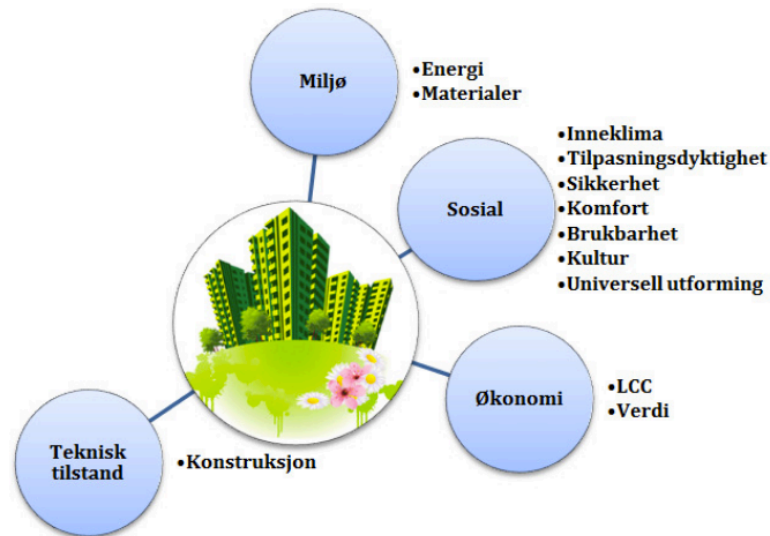 Miljø
•Energi
•Materialer
Sosial
•Inneklima
•Tilpasningsdyktighet
•Sikkerhet
•Komfort
•Brukbarhet
•Kultur
•Universell utforming
Økonomi
•LCC
•Verdi
Teknisk
tilstand
•Konstruksjon